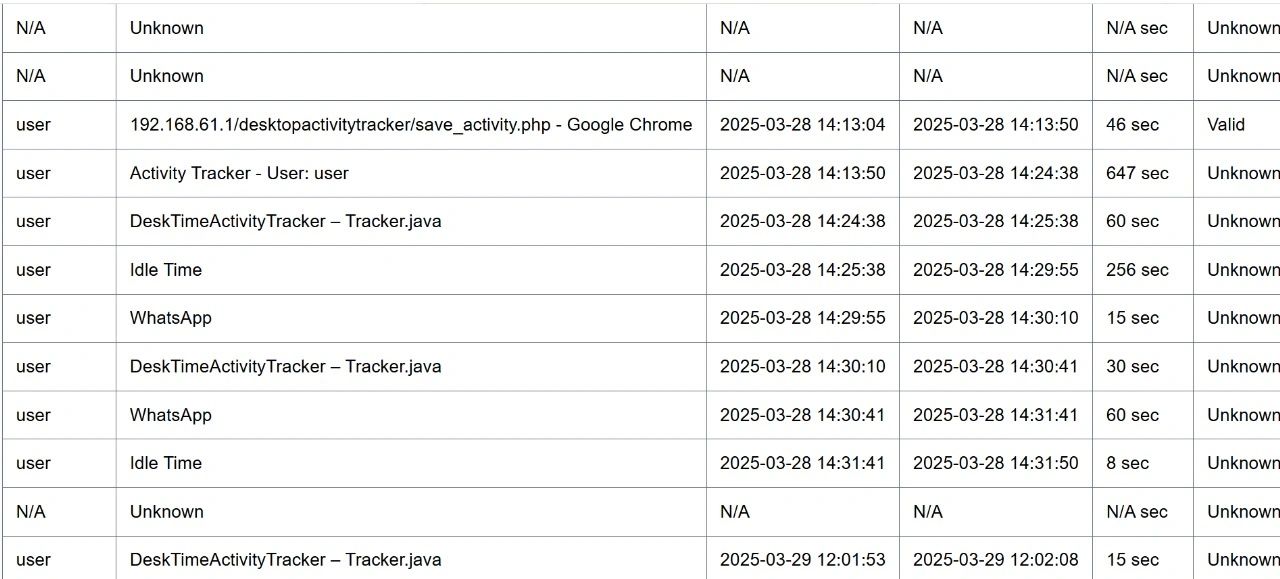 N/A Unknown N/A N/A N/A sec Unknown
N/A Unknown N/A N/A N/A sec Unknown
user 192.168.61.1/desktopactivitytracker/save_activity.php - Google Chrome 2025-03-28 14:13:04 2025-03-28 14:13:50 46 sec Valid
user Activity Tracker - User: user 2025-03-28 14:13:50 2025-03-28 14:24:38 647 sec Unknown
user DeskTimeActivityTracker – Tracker.java 2025-03-28 14:24:38 2025-03-28 14:25:38 60 sec Unknown
user Idle Time 2025-03-28 14:25:38 2025-03-28 14:29:55 256 sec Unknown
user WhatsApp 2025-03-28 14:29:55 2025-03-28 14:30:10 15 sec Unknown
user DeskTimeActivityTracker – Tracker.java 2025-03-28 14:30:10 2025-03-28 14:30:41 30 sec Unknown
user WhatsApp 2025-03-28 14:30:41 2025-03-28 14:31:41 60 sec Unknown
user Idle Time 2025-03-28 14:31:41 2025-03-28 14:31:50 8 sec Unknown
N/A Unknown N/A N/A N/A sec Unknown
user DeskTimeActivityTracker – Tracker.java 2025-03-29 12:01:53 2025-03-29 12:02:08 15 sec Unknown